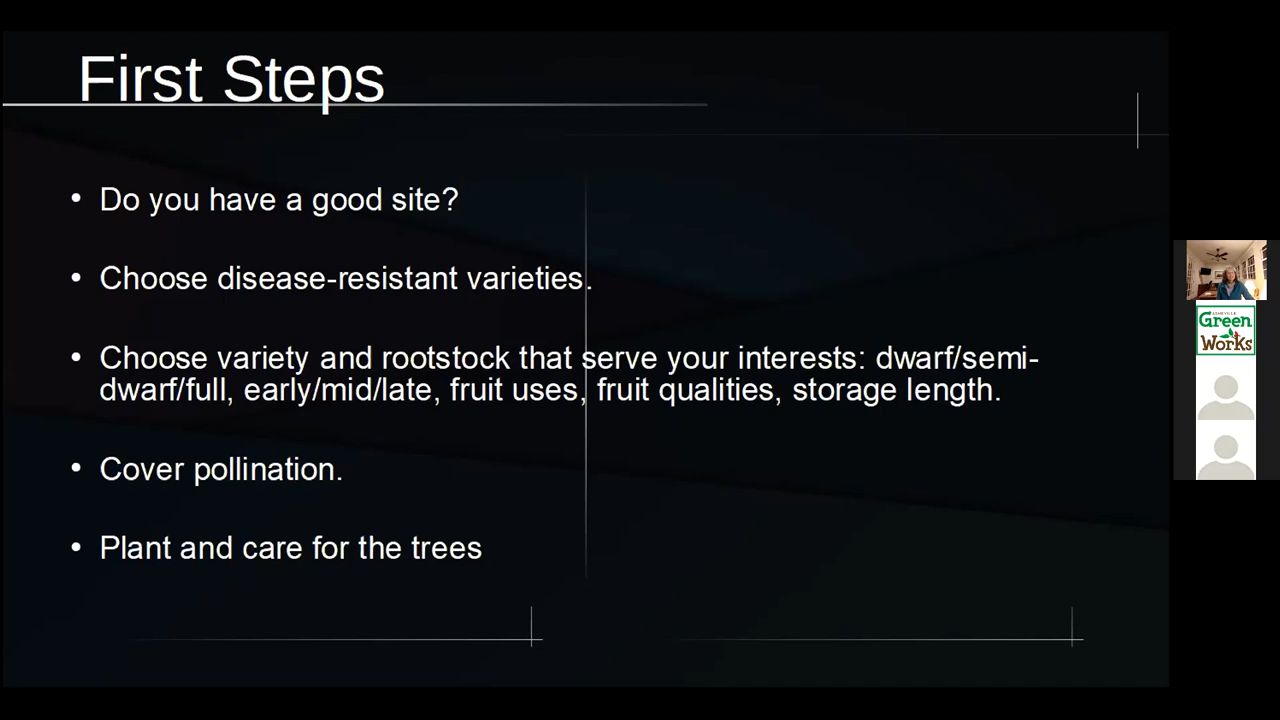 First Steps
• Do you have a good site?
• Choose disease-resistant varieties.
• Choose variety and rootstock that serve your interests: dwarf/semi-
dwarf/full, early/mid/late, fruit uses, fruit qualities, storage length.
• Cover pollination.
• Plant and care for the trees
ASHEVILLE
Green
Works